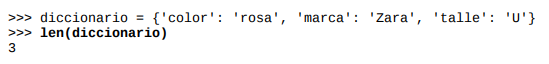 >>> diccionario = {'color': 'rosa', 'marca': 'Zara', 'talle': 'U'}
>>> len(diccionario)
3